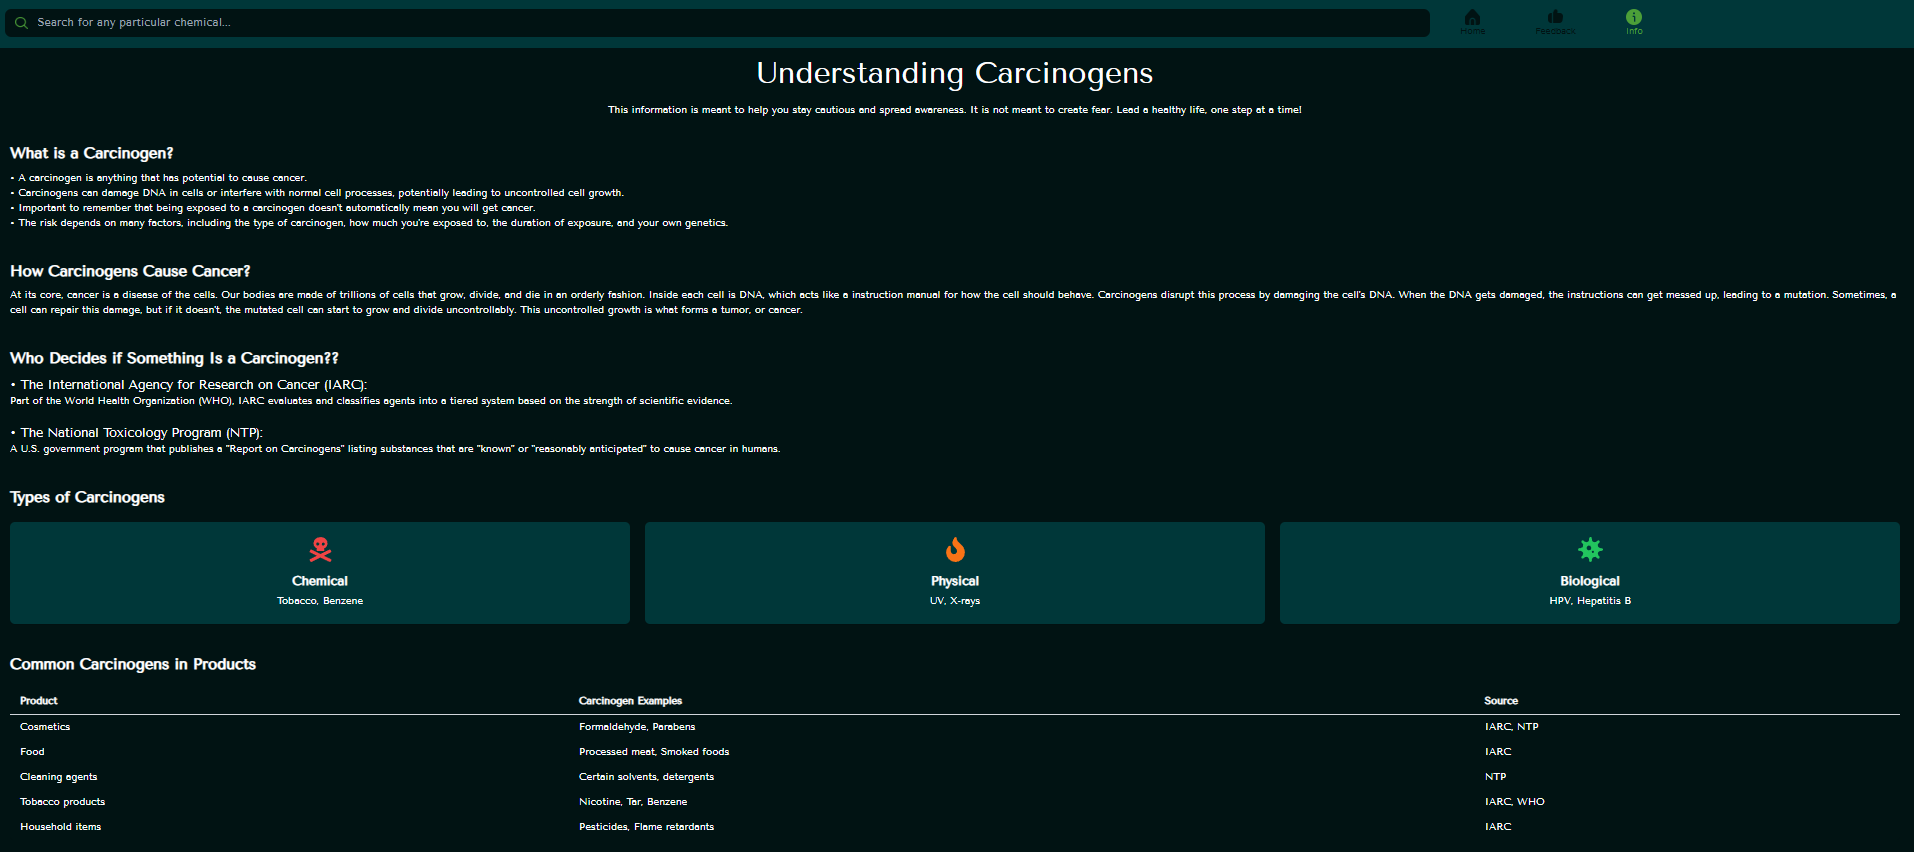 Search for any particular chemical...
Home
Feedback
Info
Understanding Carcinogens
This information is meant to help you stay cautious and spread awareness. It is not meant to create fear. Lead a healthy life, one step at a time!
What is a Carcinogen?
• A carcinogen is anything that has potential to cause cancer.
• Carcinogens can damage DNA in cells or interfere with normal cell processes, potentially leading to uncontrolled cell growth.
• Important to remember that being exposed to a carcinogen doesn't automatically mean you will get cancer.
• The risk depends on many factors, including the type of carcinogen, how much you're exposed to, the duration of exposure, and your own genetics.
How Carcinogens Cause Cancer?
At its core, cancer is a disease of the cells. Our bodies are made of trillions of cells that grow, divide, and die in an orderly fashion. Inside each cell is DNA, which acts like a instruction manual for how the cell should behave. Carcinogens disrupt this process by damaging the cell's DNA. When the DNA gets damaged, the instructions can get messed up, leading to a mutation. Sometimes, a
cell can repair this damage, but if it doesn't, the mutated cell can start to grow and divide uncontrollably. This uncontrolled growth is what forms a tumor, or cancer.
Who Decides if Something Is a Carcinogen??
• The International Agency for Research on Cancer (IARC):
Part of the World Health Organization (WHO), IARC evaluates and classifies agents into a tiered system based on the strength of scientific evidence.
• The National Toxicology Program (NTP):
A U.S. government program that publishes a "Report on Carcinogens" listing substances that are "known" or "reasonably anticipated" to cause cancer in humans.
Types of Carcinogens
Chemical
Tobacco, Benzene
Physical
UV, X-rays
Biological
HPV, Hepatitis B
Common Carcinogens in Products
Product Carcinogen Examples Source
Cosmetics Formaldehyde, Parabens IARC, NTP
Food Processed meat, Smoked foods IARC
Cleaning agents Certain solvents, detergents NTP
Tobacco products Nicotine, Tar, Benzene IARC, WHO
Household items Pesticides, Flame retardants IARC